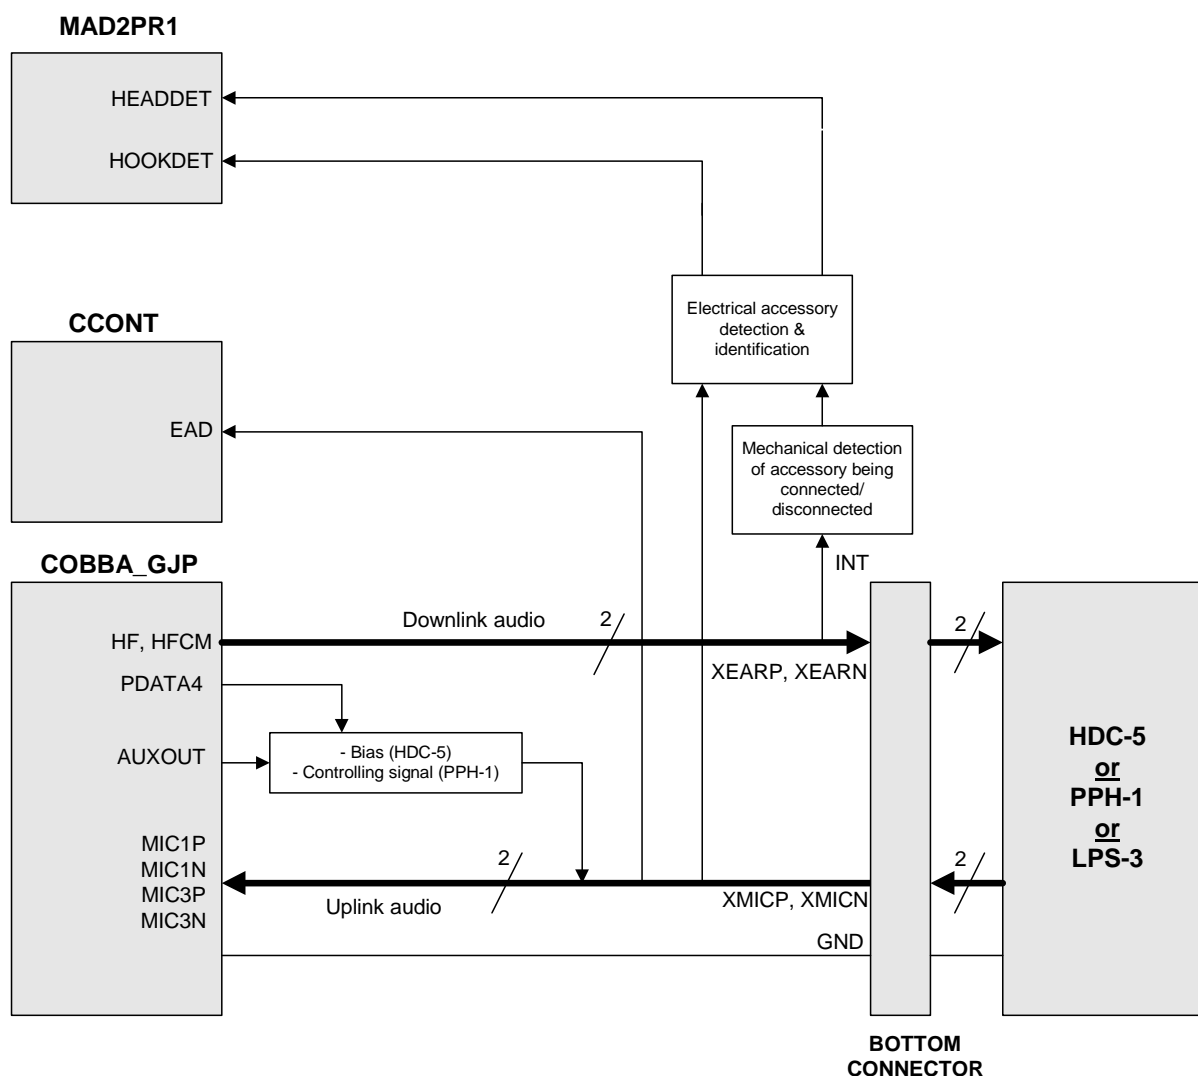 MAD2PR1
HEADDET
HOOKDET
Electrical accessory
detection &
identification
CCONT
EAD
Mechanical detection
of accessory being
connected/
disconnected
INT
COBBA_GJP
HF, HFCM
Downlink audio
2
2
XEARP, XEARN
PDATA4
AUXOUT
- Bias (HDC-5)
- Controlling signal (PPH-1)
HDC-5
or
PPH-1
or
LPS-3
MIC1P
MIC1N
MIC3P
MIC3N
2
2
Uplink audio
XMICP, XMICN
GND
BOTTOM
CONNECTOR